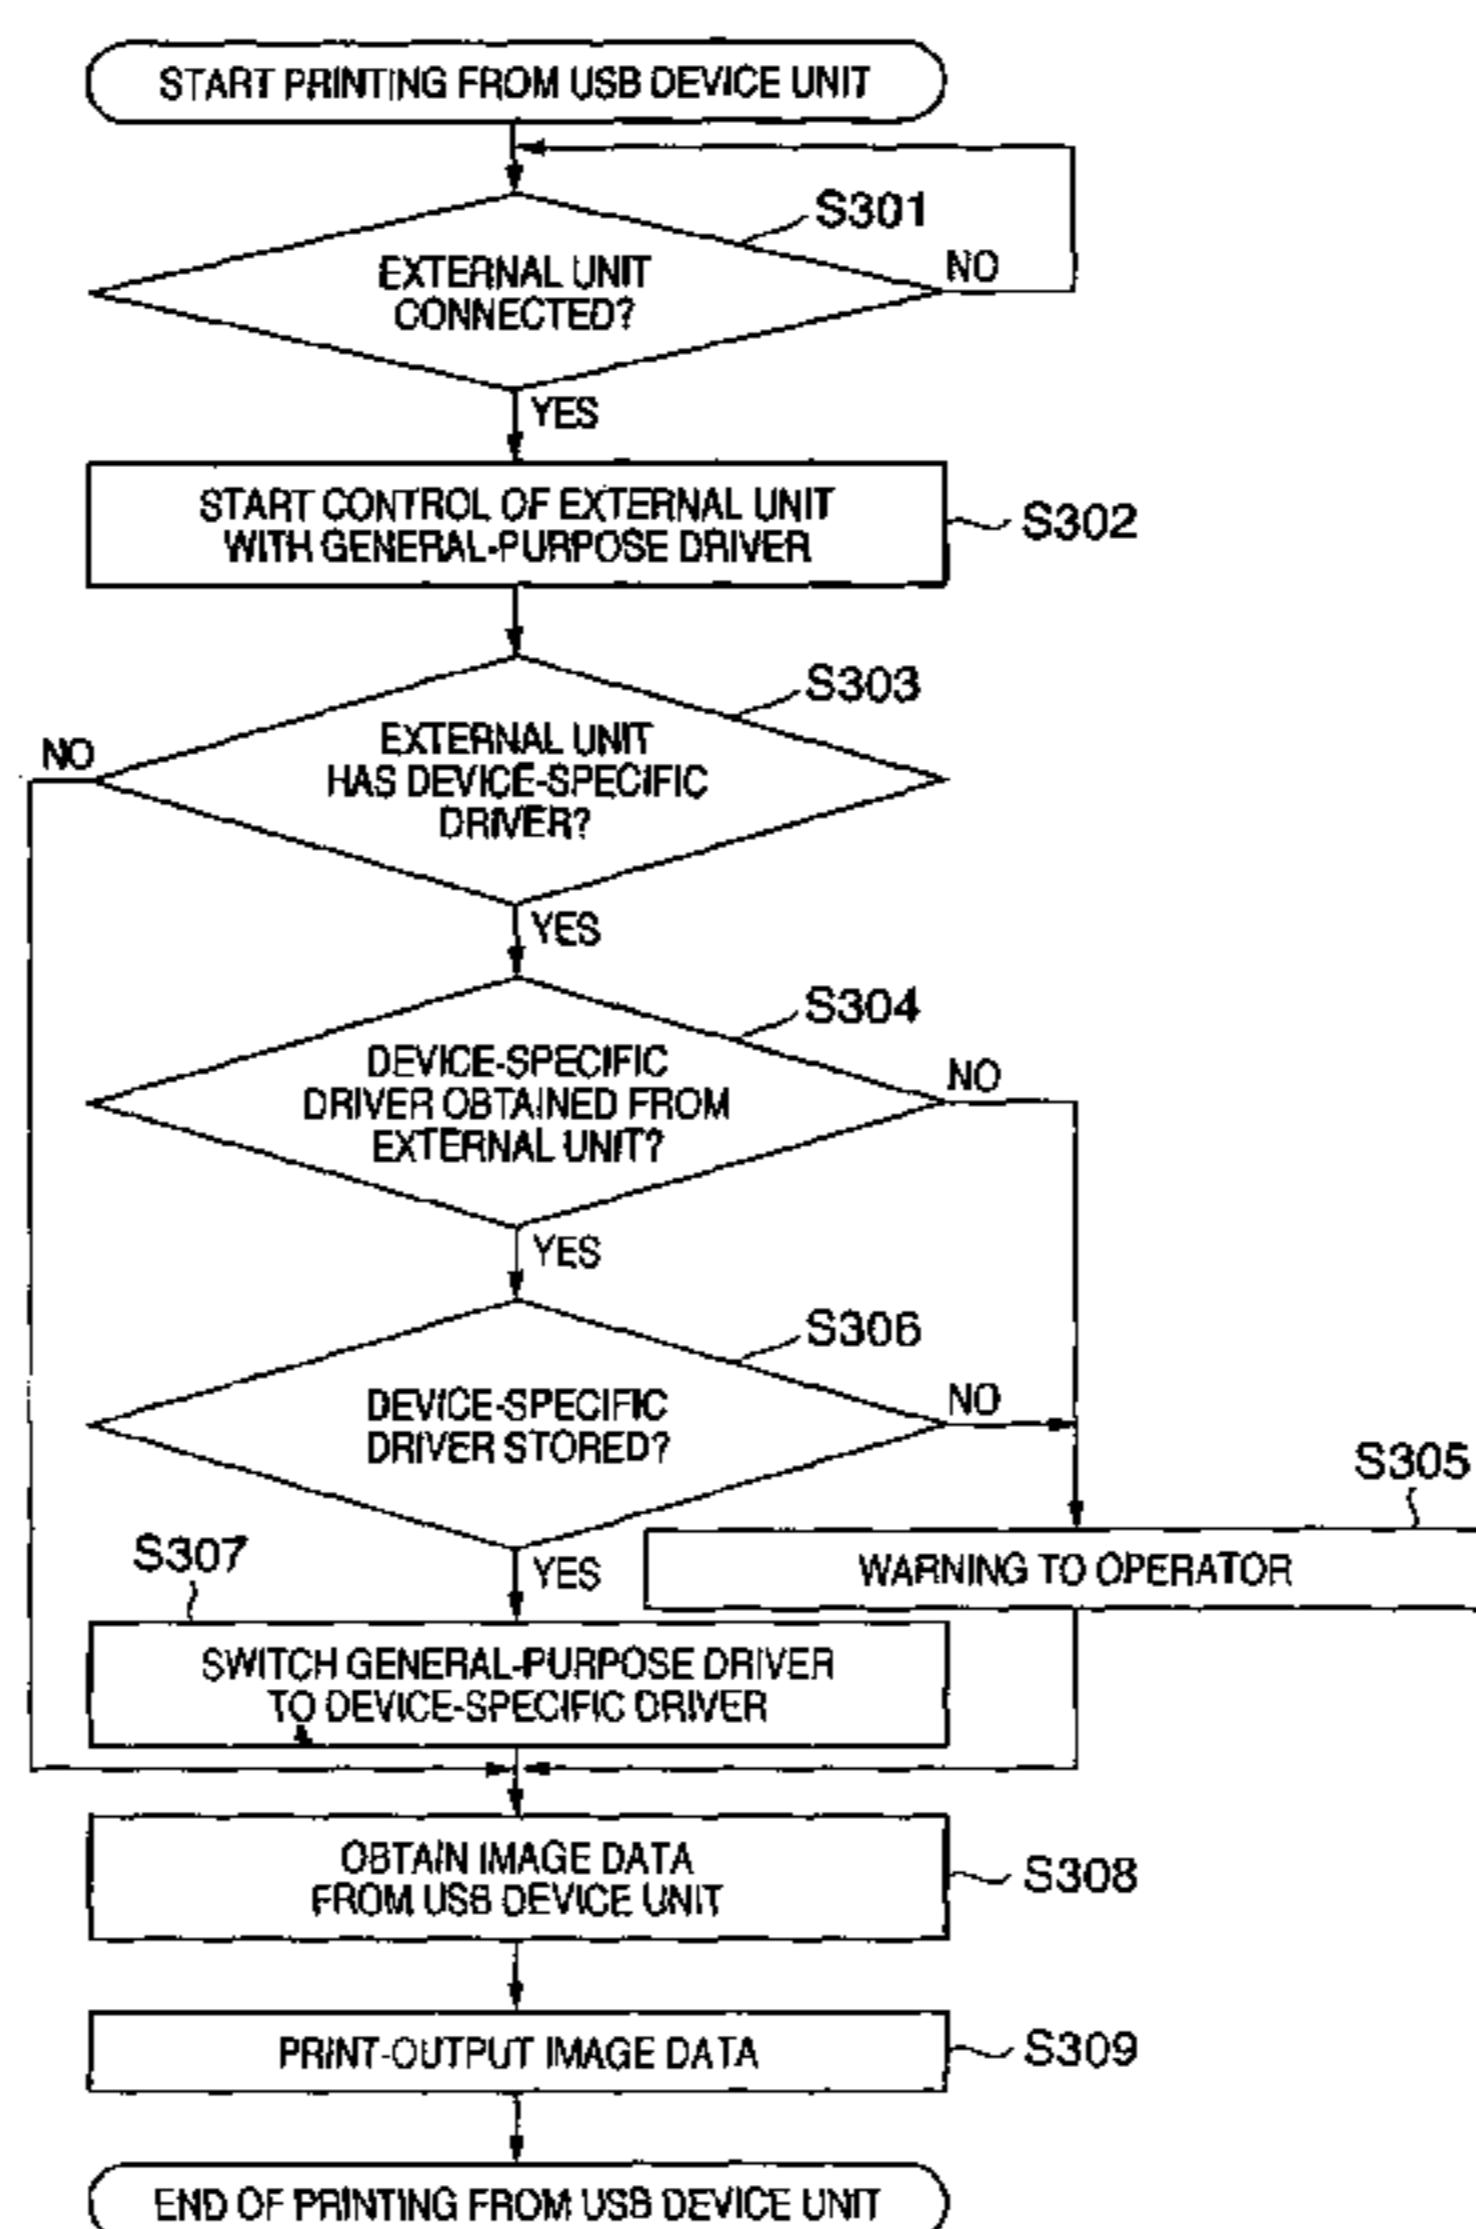 START PRINTING FROM USB DEVICE UNIT
S301
EXTERNAL UNIT
CONNECTED?
NO
YES
START CONTROL OF EXTERNAL UNIT
WITH GENERAL-PURPOSE DRIVER
S302
S303
EXTERNAL UNIT
HAS DEVICE-SPECIFIC
DRIVER?
NO
YES
S304
DEVICE-SPECIFIC
DRIVER OBTAINED FROM
EXTERNAL UNIT?
NO
YES
S306
DEVICE-SPECIFIC
DRIVER STORED?
NO
YES
S305
WARNING TO OPERATOR
S307
SWITCH GENERAL-PURPOSE DRIVER
TO DEVICE-SPECIFIC DRIVER
OBTAIN IMAGE DATA
FROM USB DEVICE UNIT
S308
PRINT-OUTPUT IMAGE DATA
S309
END OF PRINTING FROM USB DEVICE UNIT